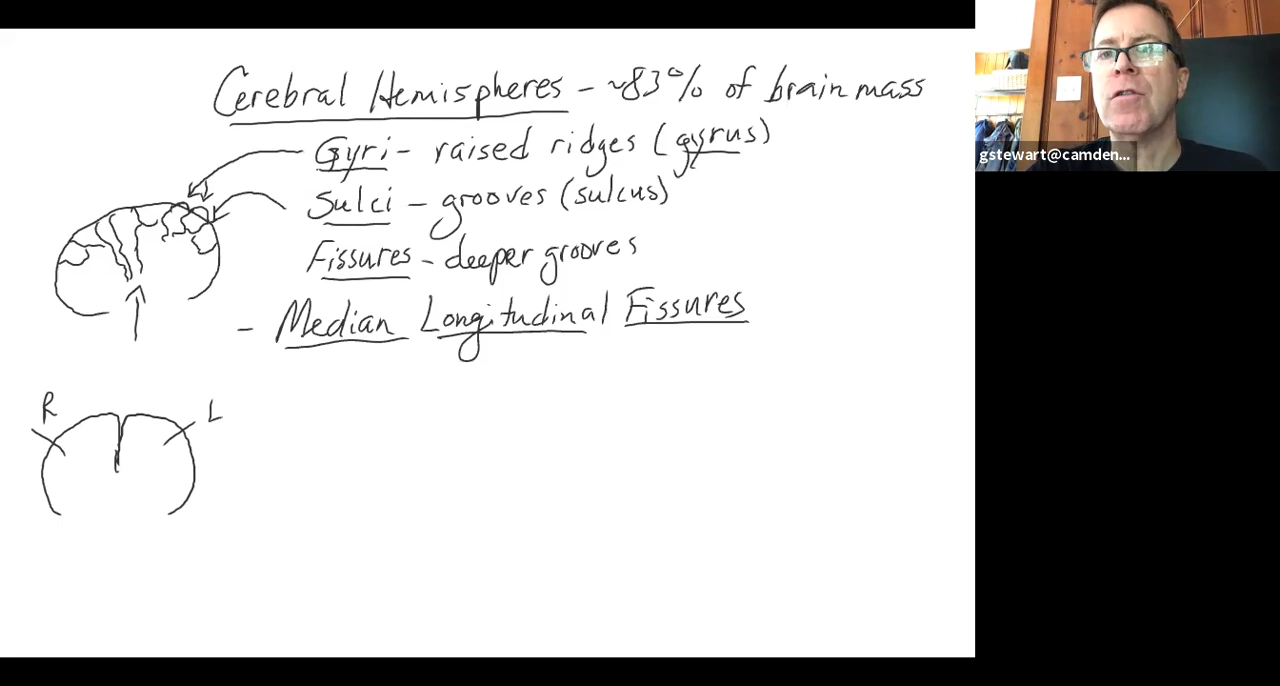 Cerebral Hemispheres - ~83% of brain mass
Gyri - raised ridges (gyrus)
Sulci - grooves (sulcus)
Fissures - deeper grooves
- Median Longitudinal Fissures
R
L
gstewart@camden...